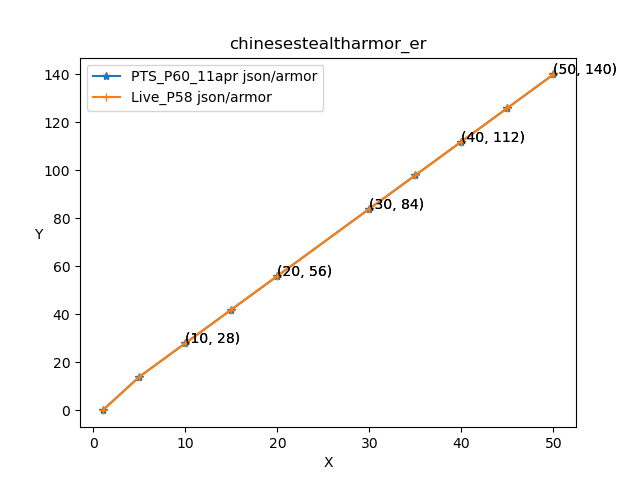 chinesestealtharmor_er
PTS_P60_11apr json/armor
Live_P58 json/armor
(50, 140)
(40, 112)
(30, 84)
(20, 56)
(10, 28)
140
120
100
80
60
40
20
0
Y
0 10 20 30 40 50
X